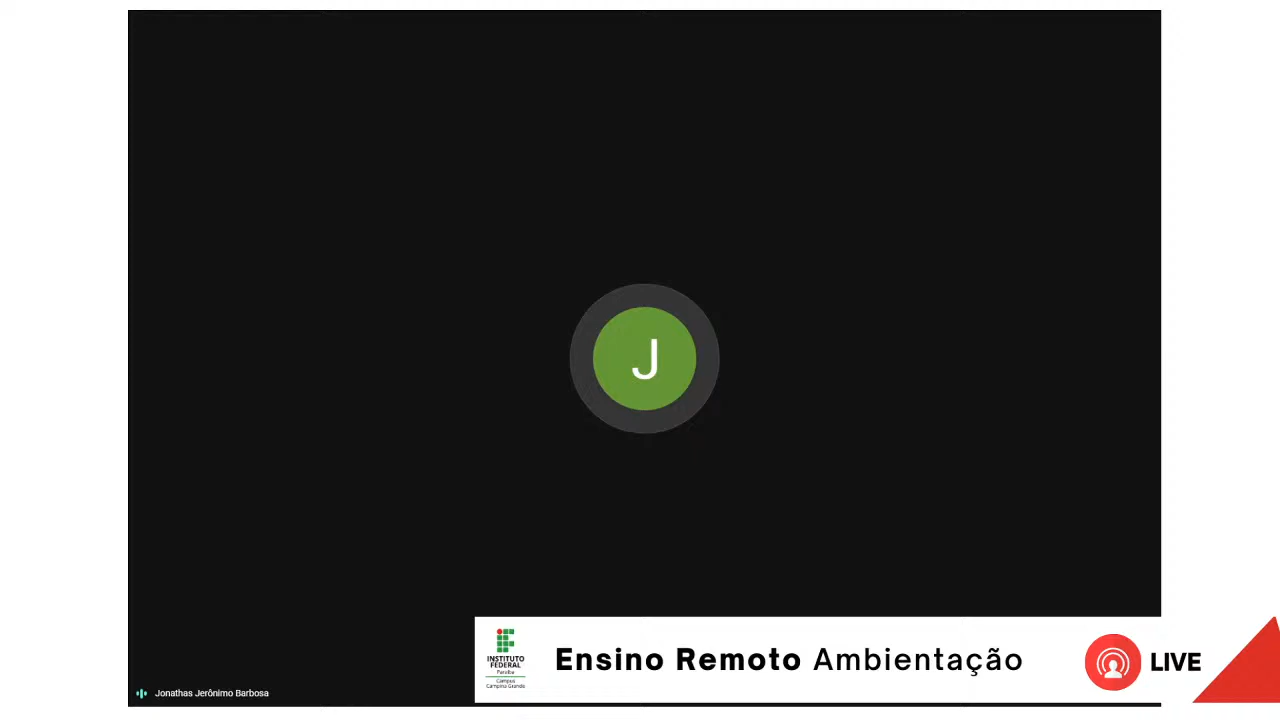 J
INSTITUTO
FEDERAL
Paraíba
Campus
Campina Grande
Ensino Remoto Ambientação
LIVE
Jonathas Jerônimo Barbosa